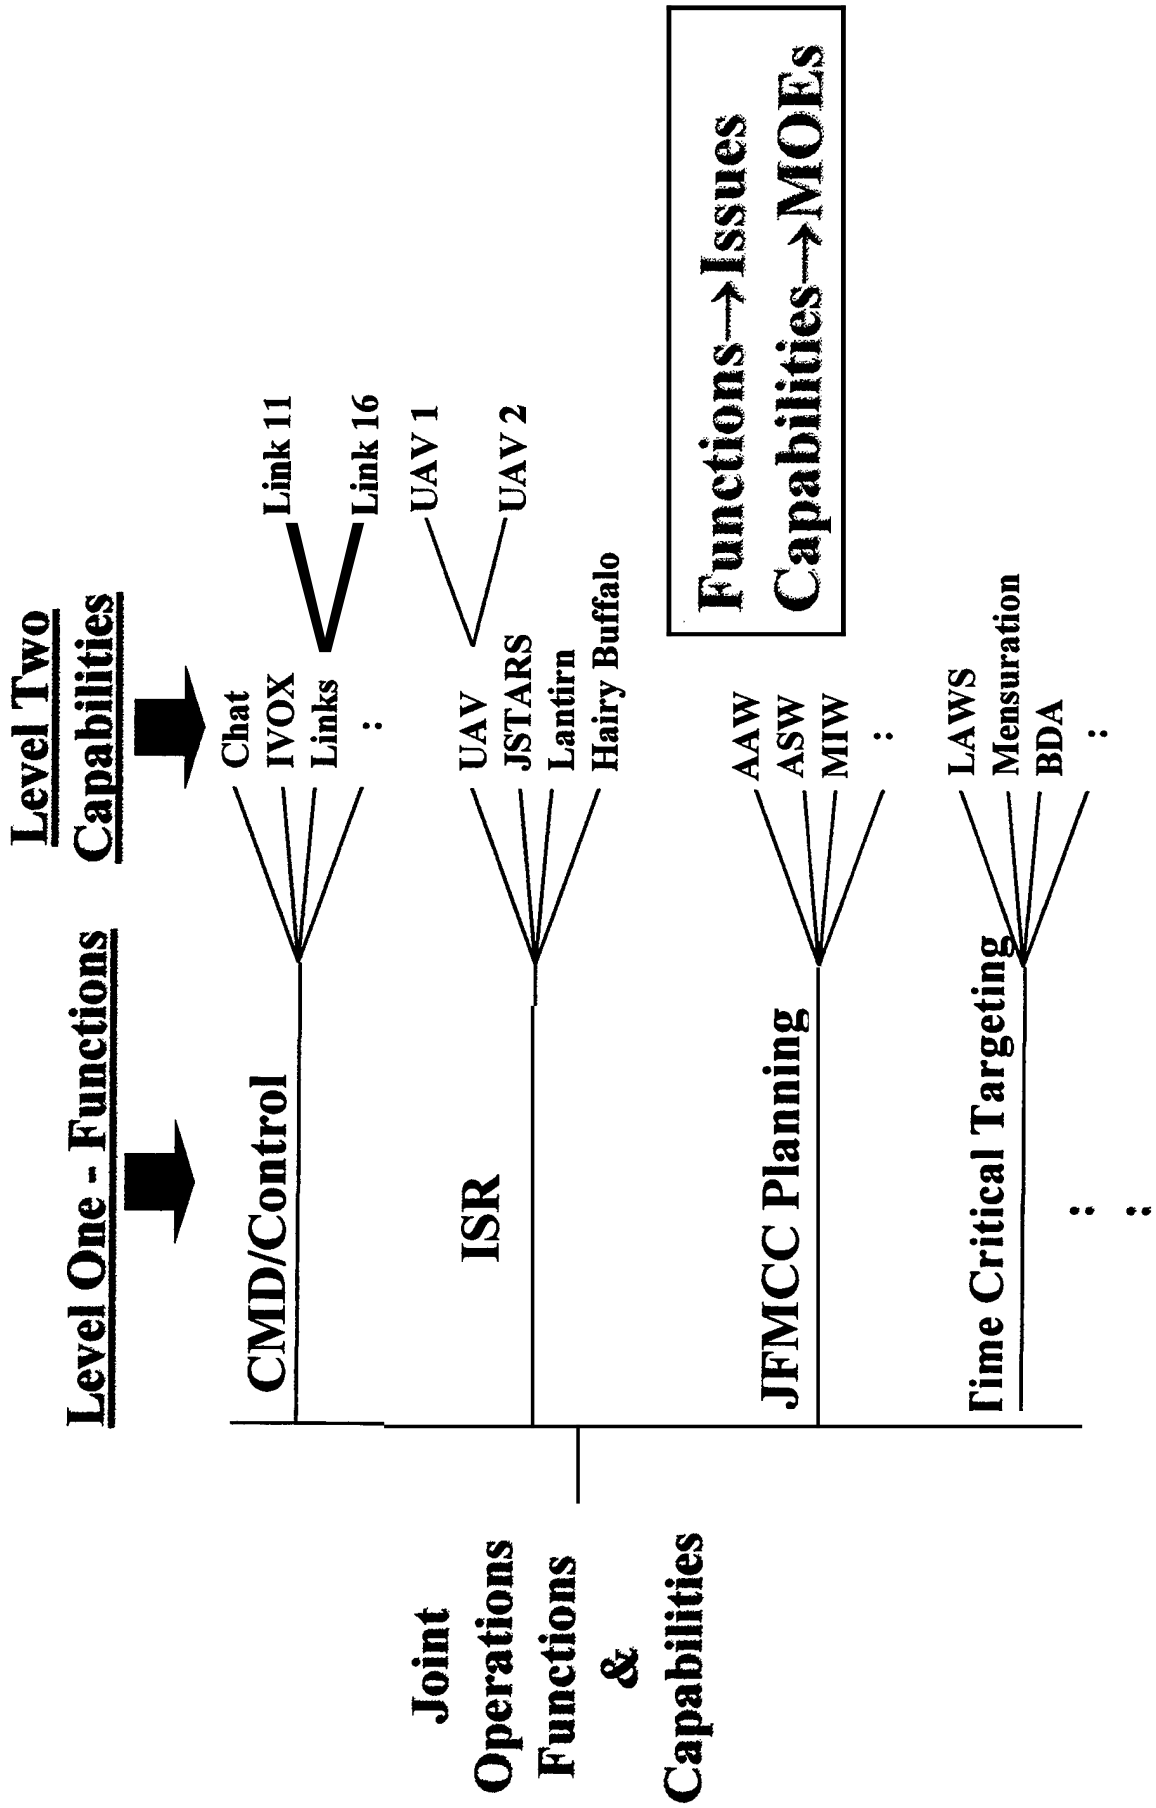 Level One - Functions
Level Two
Capabilities
Joint
Operations
Functions
&
Capabilities
CMD/Control
Chat
IVOX
Links
:
Link 11
Link 16
ISR
UAV
JSTARS
Lantirn
Hairy Buffalo
UAV 1
UAV 2
JFMCC Planning
AAW
ASW
MIW
:
Time Critical Targeting
LAWS
Mensuration
BDA
:
:
:
Functions→Issues
Capabilities→MOEs